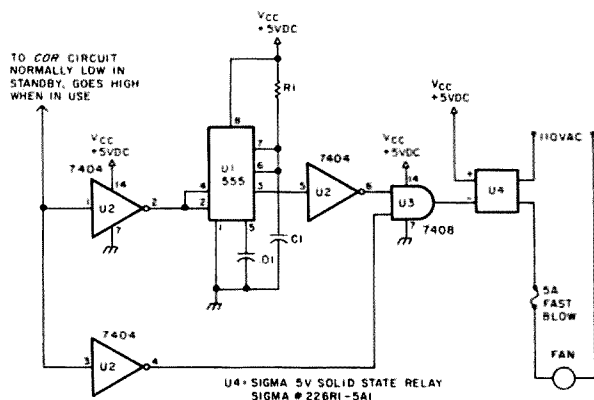 VCC
+5VDC
TO COR CIRCUIT
NORMALLY LOW IN
STANDBY, GOES HIGH
WHEN IN USE
R1
VCC
+5VDC
8
7404
VCC
+5VDC
14
U1
555
7
6
7404
VCC
+5VDC
14
110VAC
1
U2
2
4
2
3
5
U2
6
U3
+
U4
-
7
1
5
7
7408
.01
C1
5A
FAST
BLOW
7404
FAN
3
U2
4
U4= SIGMA 5V SOLID STATE RELAY
SIGMA # 226R1-5A1